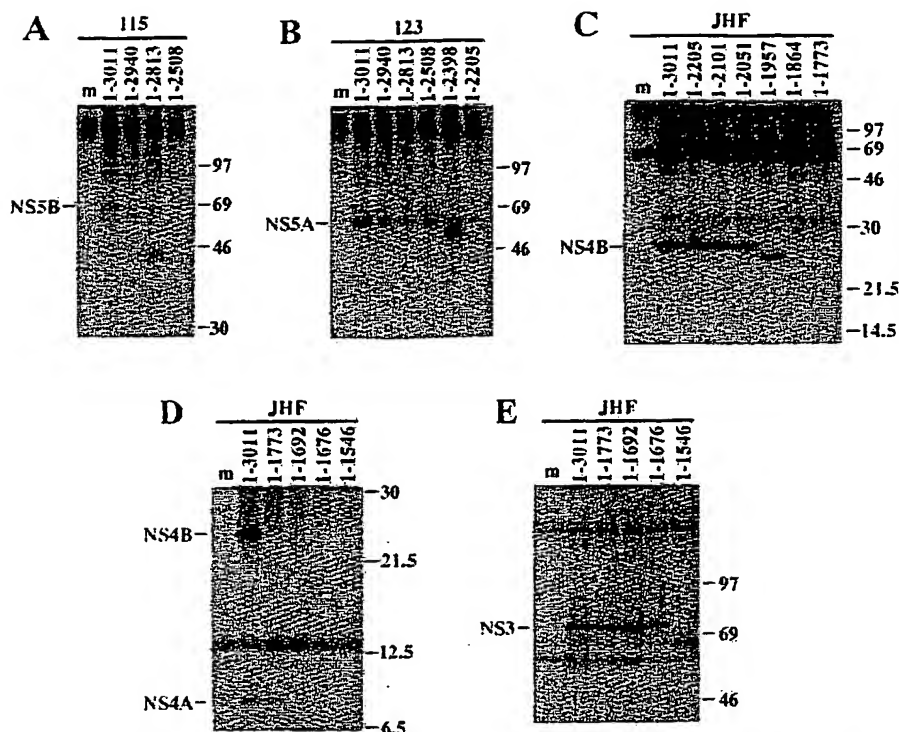 A
115
m 1-3011 1-2940 1-2813 1-2508
97
NS5B
69
46
30
B
123
m 1-3011 1-2940 1-2813 1-2508 1-2398 1-2205
97
69
NS5A
46
C
JHF
m 1-3011 1-2205 1-2101 1-2051 1-1957 1-1864 1-1773
97
69
46
30
NS4B
21.5
14.5
D
JHF
m 1-3011 1-1773 1-1692 1-1676 1-1546
30
NS4B
21.5
12.5
NS4A
6.5
E
JHF
m 1-3011 1-1773 1-1692 1-1676 1-1546
97
NS3
69
46